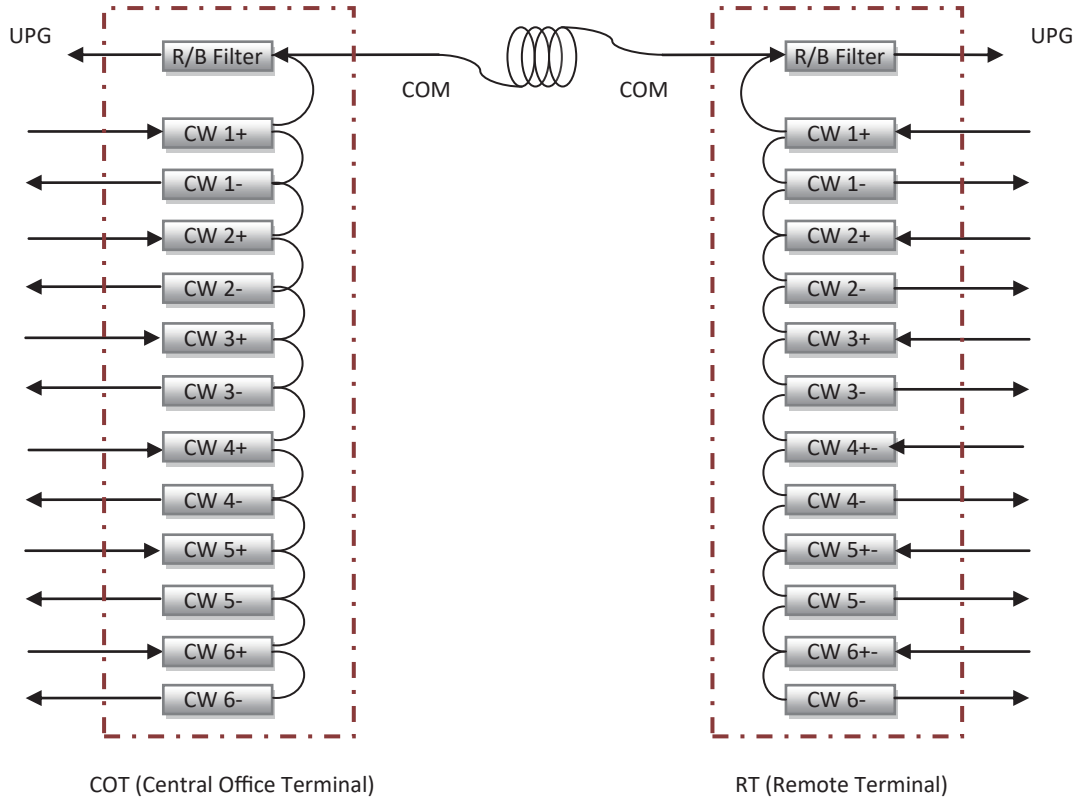 UPG
R/B Filter
COM
COM
R/B Filter
UPG
CW 1+
CW 1-
CW 2+
CW 2-
CW 3+
CW 3-
CW 4+
CW 4-
CW 5+
CW 5-
CW 6+
CW 6-
CW 1+
CW 1-
CW 2+
CW 2-
CW 3+
CW 3-
CW 4+-
CW 4-
CW 5+-
CW 5-
CW 6+-
CW 6-
COT (Central Office Terminal)
RT (Remote Terminal)